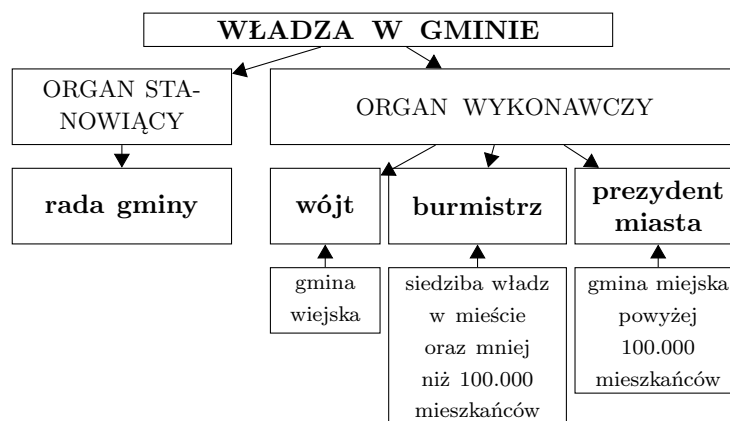 WŁADZA W GMINIE
ORGAN STA-
NOWIĄCY
ORGAN WYKONAWCZY
rada gminy
wójt
burmistrz
prezydent
miasta
gmina
wiejska
siedziba władz
w mieście
oraz mniej
niż 100.000
mieszkańców
gmina miejska
powyżej
100.000
mieszkańców